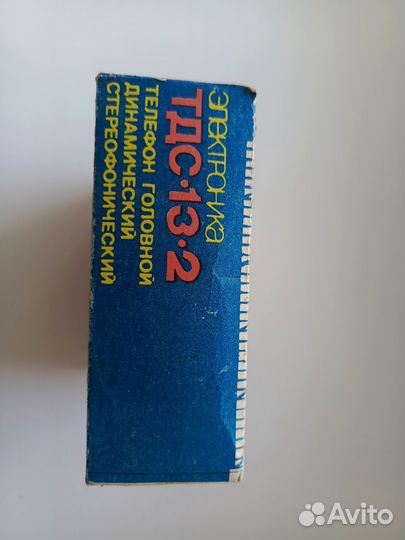 электроника
ТДС·13·2
ТЕЛЕФОН ГОЛОВНОЙ
ДИНАМИЧЕСКИЙ
СТЕРЕОФОНИЧЕСКИЙ
Avito